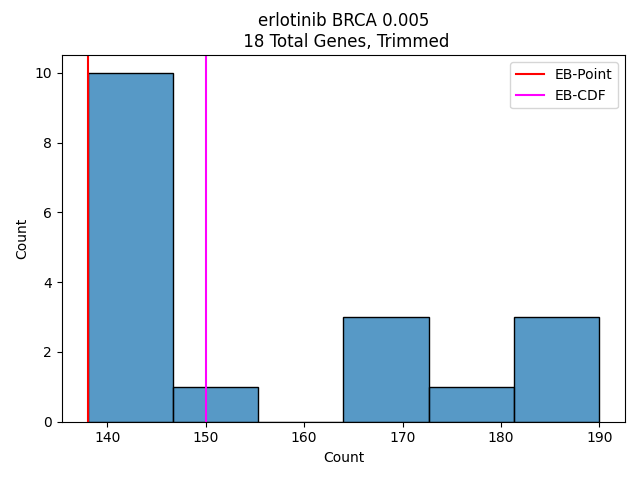 erlotinib BRCA 0.005
18 Total Genes, Trimmed
EB-Point
EB-CDF
Count
10
8
6
4
2
0
140 150 160 170 180 190
Count